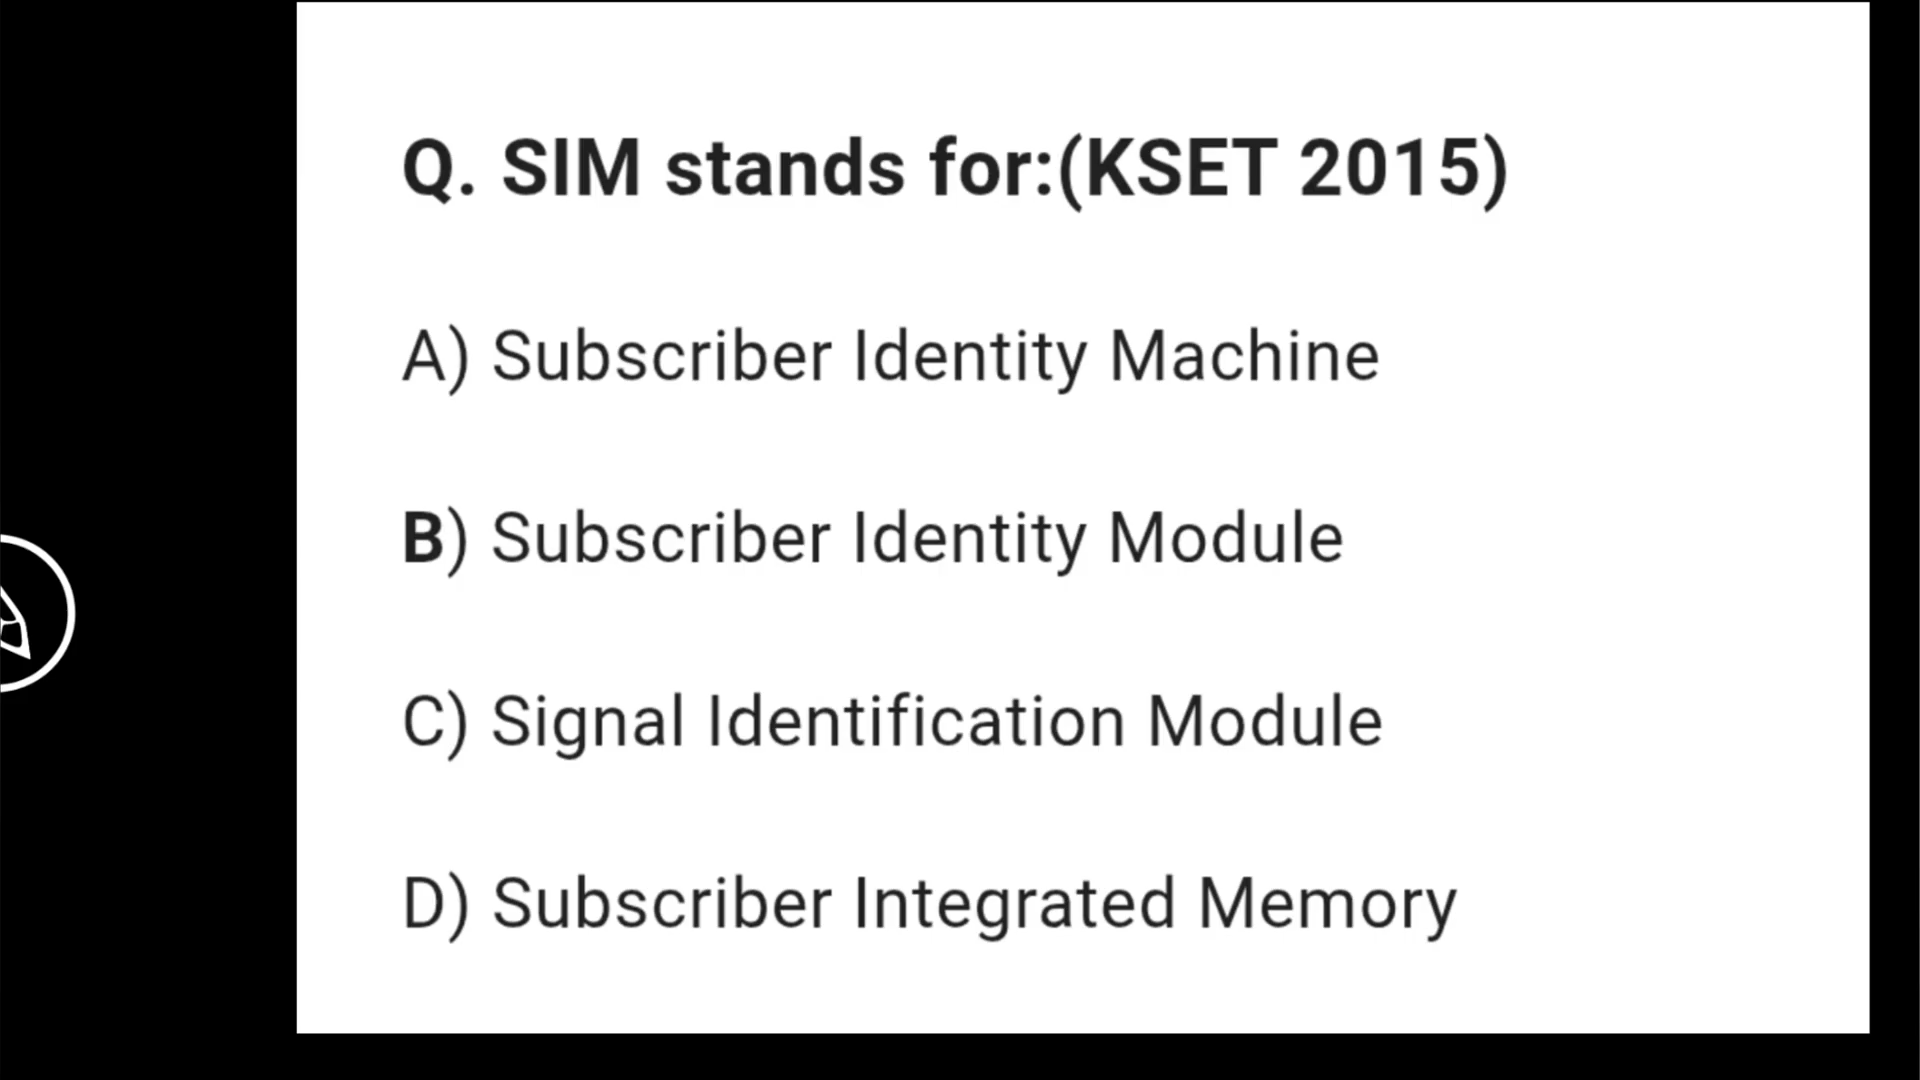 Q. SIM stands for:(KSET 2015)
A) Subscriber Identity Machine
B) Subscriber Identity Module
C) Signal Identification Module
D) Subscriber Integrated Memory